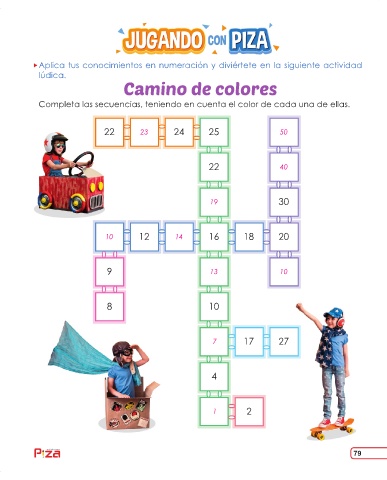 JUGANDO CON PIZA
▸Aplica tus conocimientos en numeración y diviértete en la siguiente actividad
lúdica.
Camino de colores
Completa las secuencias, teniendo en cuenta el color de cada una de ellas.
22 23 24 25 50
22 40
19 30
10 12 14 16 18 20
9 13 10
8 10
7 17 27
4
1 2
Piza
79